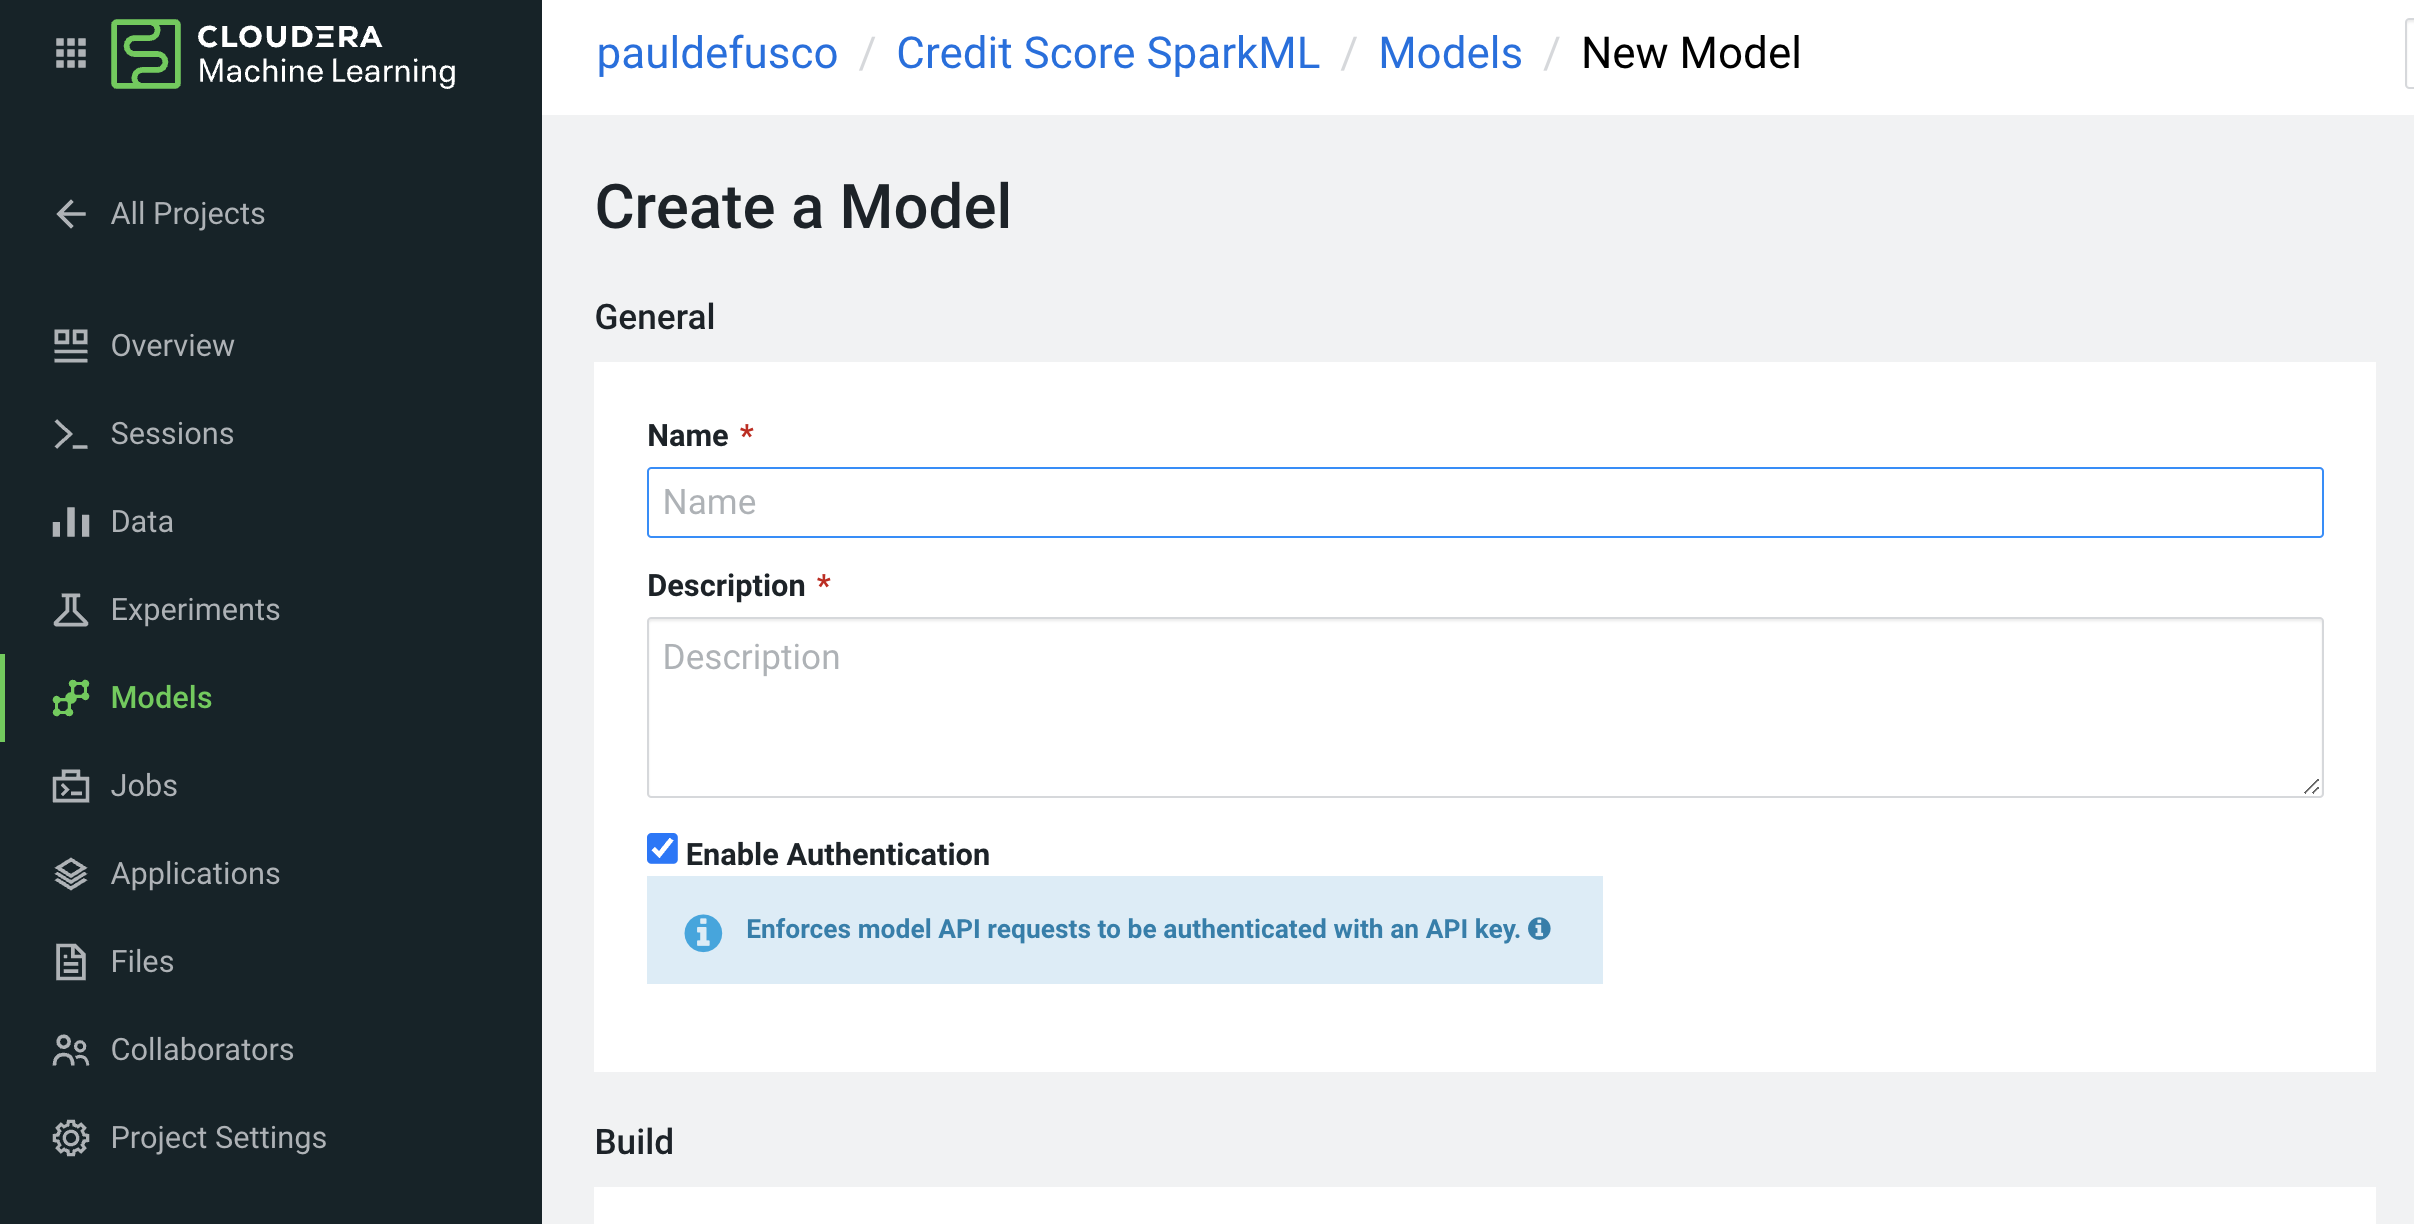 CLOUDERA
Machine Learning
All Projects
Overview
Sessions
Data
Experiments
Models
Jobs
Applications
Files
Collaborators
Project Settings
pauldefusco / Credit Score SparkML / Models / New Model
Create a Model
General
Name *
Name
Description *
Description
Enable Authentication
Enforces model API requests to be authenticated with an API key.
Build